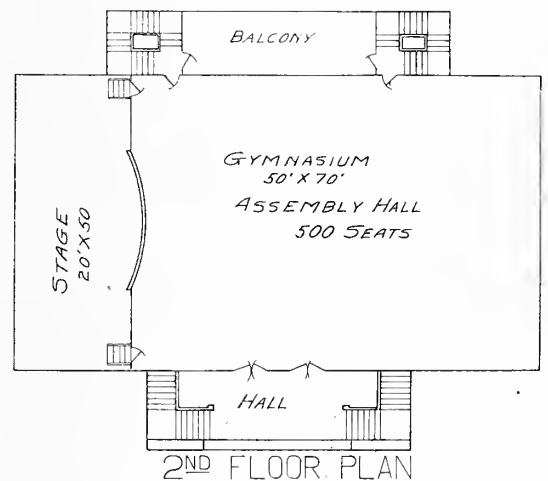 BALCONY
GYMNASIUM
50' X 70'
ASSEMBLY HALL
500 SEATS
STAGE
20' X 50
HALL
2ND FLOOR PLAN